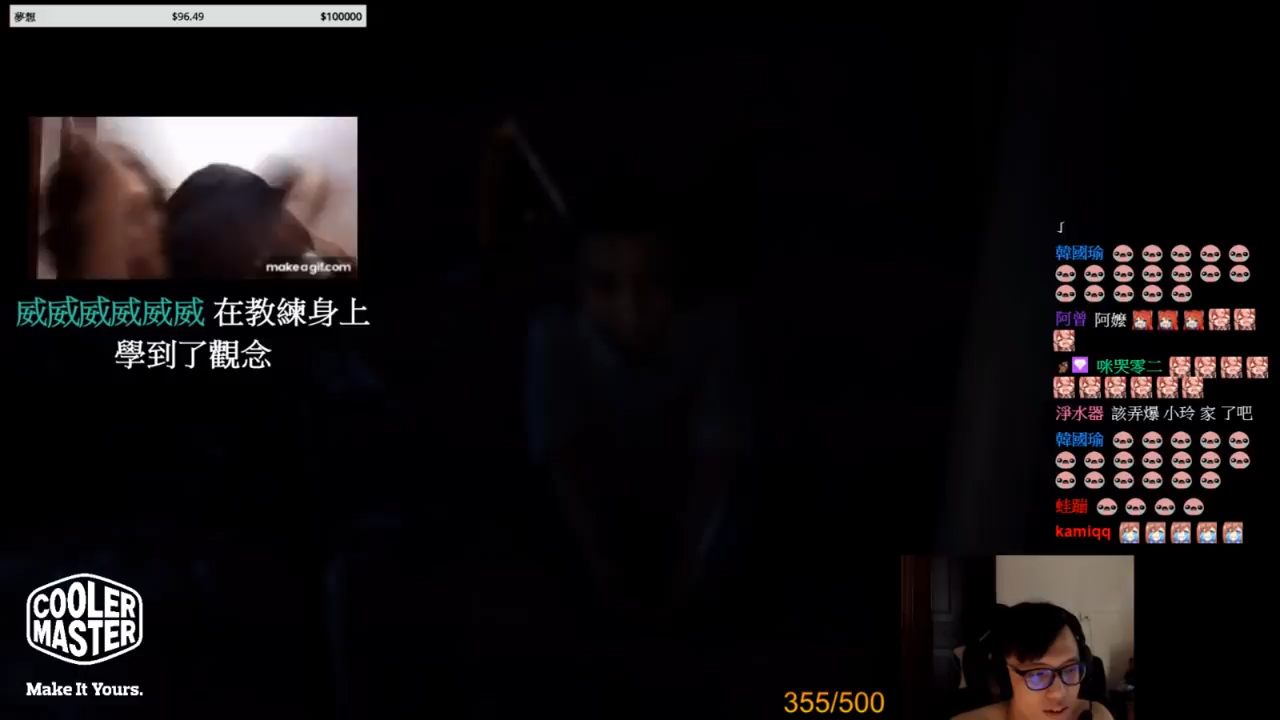 夢想 $96.49 $100000
makeagif.com
威威威威威威 在教練身上
學到了觀念
韓國瑜
阿曾 阿嬤
咪哭零二
淨水器 該弄爆 小玲 家 了吧
韓國瑜
蛙蹦
kamiqq
COOLER
MASTER
Make It Yours.
355/500